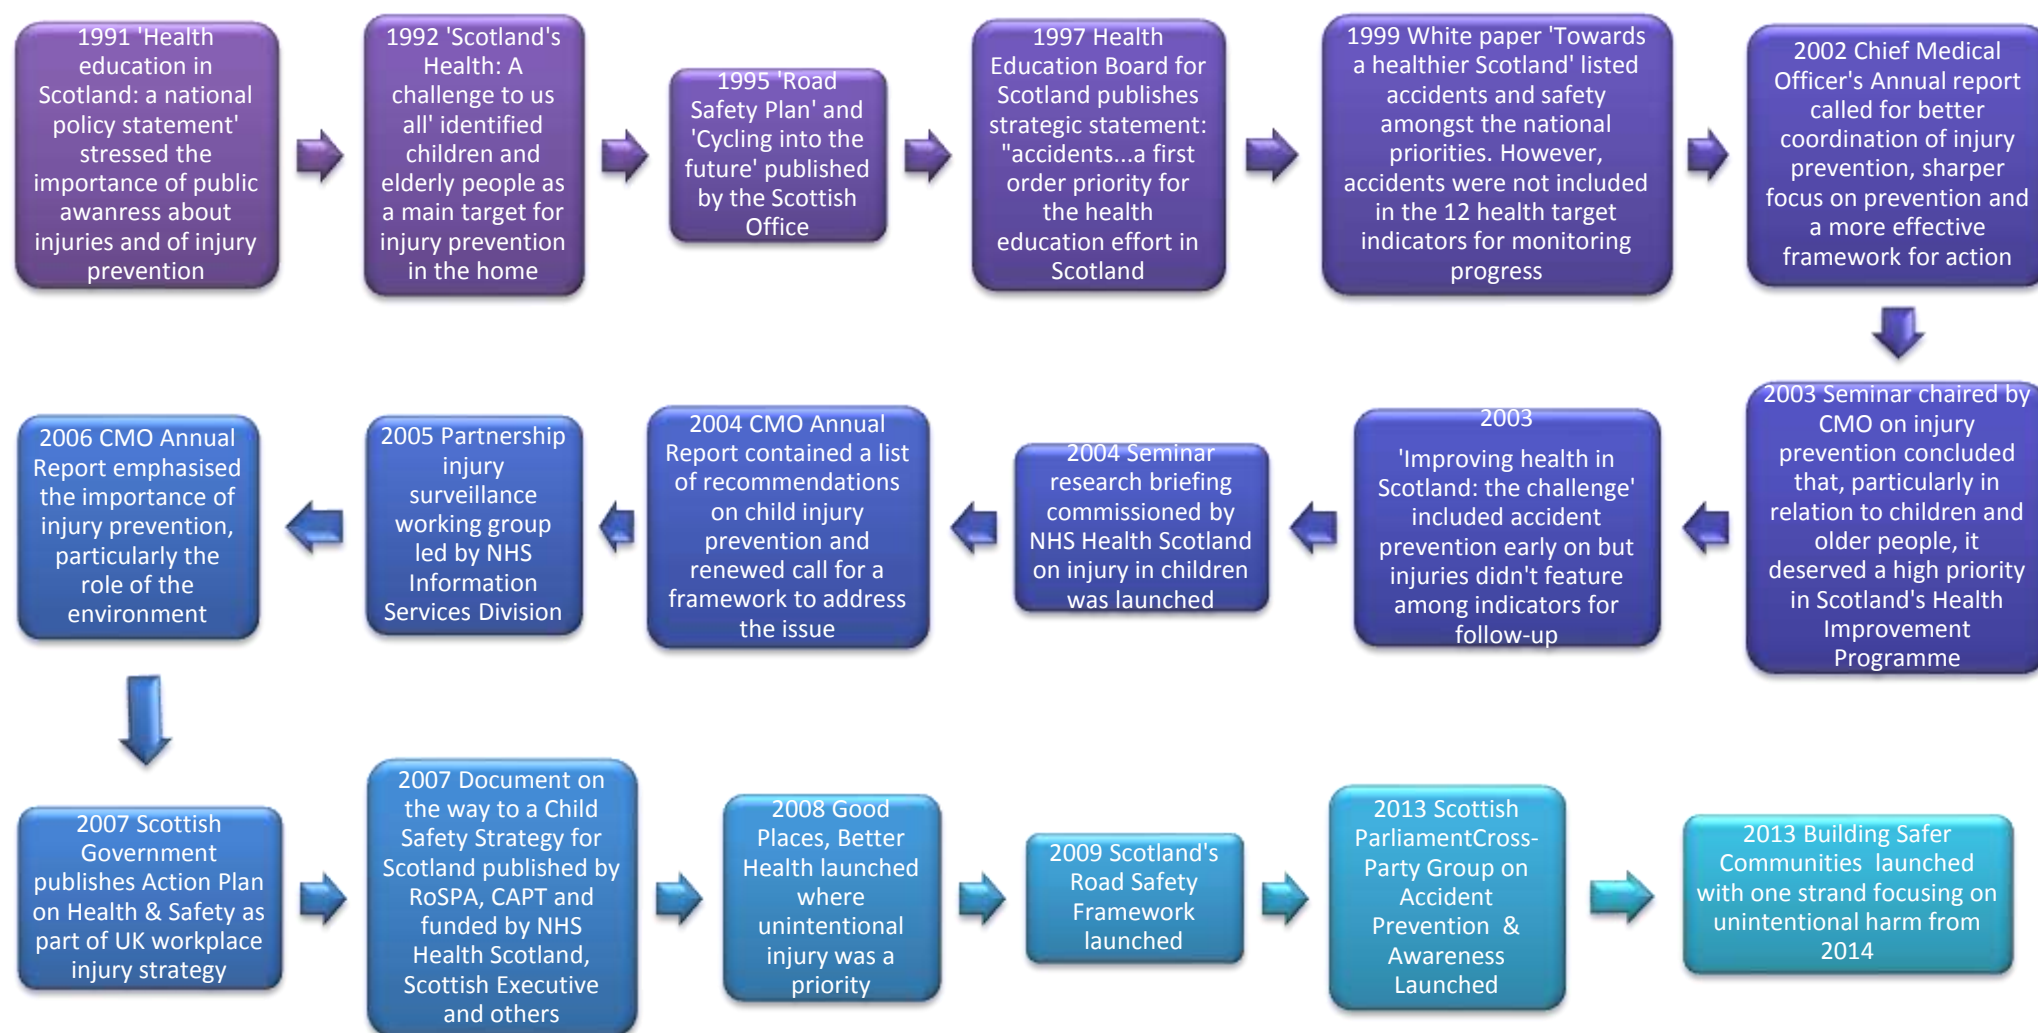 1991 'Health
education in
Scotland: a national
policy statement'
stressed the
importance of public
awanress about
injuries and of injury
prevention
1992 'Scotland's
Health: A
challenge to us
all' identified
children and
elderly people as
a main target for
injury prevention
in the home
1995 'Road
Safety Plan' and
'Cycling into the
future' published
by the Scottish
Office
1997 Health
Education Board for
Scotland publishes
strategic statement:
"accidents...a first
order priority for
the health
education effort in
Scotland
1999 White paper 'Towards
a healthier Scotland' listed
accidents and safety
amongst the national
priorities. However,
accidents were not included
in the 12 health target
indicators for monitoring
progress
2002 Chief Medical
Officer's Annual report
called for better
coordination of injury
prevention, sharper
focus on prevention and
a more effective
framework for action
2003 Seminar chaired by
CMO on injury
prevention concluded
that, particularly in
relation to children and
older people, it
deserved a high priority
in Scotland's Health
Improvement
Programme
2003
'Improving health in
Scotland: the challenge'
included accident
prevention early on but
injuries didn't feature
among indicators for
follow-up
2004 Seminar
research briefing
commissioned by
NHS Health Scotland
on injury in children
was launched
2004 CMO Annual
Report contained a list
of recommendations
on child injury
prevention and
renewed call for a
framework to address
the issue
2005 Partnership
injury
surveillance
working group
led by NHS
Information
Services Division
2006 CMO Annual
Report emphasised
the importance of
injury prevention,
particularly the
role of the
environment
2007 Scottish
Government
publishes Action Plan
on Health & Safety as
part of UK workplace
injury strategy
2007 Document on
the way to a Child
Safety Strategy for
Scotland published by
RoSPA, CAPT and
funded by NHS
Health Scotland,
Scottish Executive
and others
2008 Good
Places, Better
Health launched
where
unintentional
injury was a
priority
2009 Scotland's
Road Safety
Framework
launched
2013 Scottish
ParliamentCross-
Party Group on
Accident
Prevention &
Awareness
Launched
2013 Building Safer
Communities launched
with one strand focusing on
unintentional harm from
2014